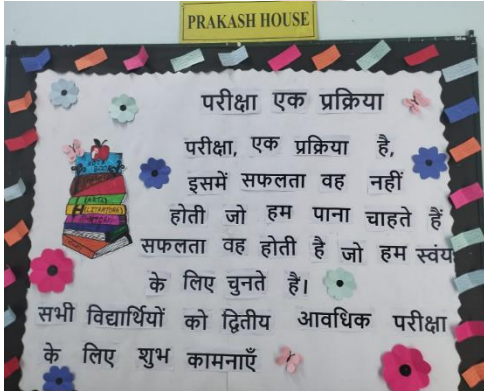 PRAKASH HOUSE
परीक्षा एक प्रक्रिया
परीक्षा, एक प्रक्रिया है,
इसमें सफलता वह नहीं
होती जो हम पाना चाहते हैं
सफलता वह होती है जो हम स्वंय
के लिए चुनते है।
सभी विद्यार्थियों को द्वितीय आवधिक परीक्षा
के लिए शुभ कामनाएँ